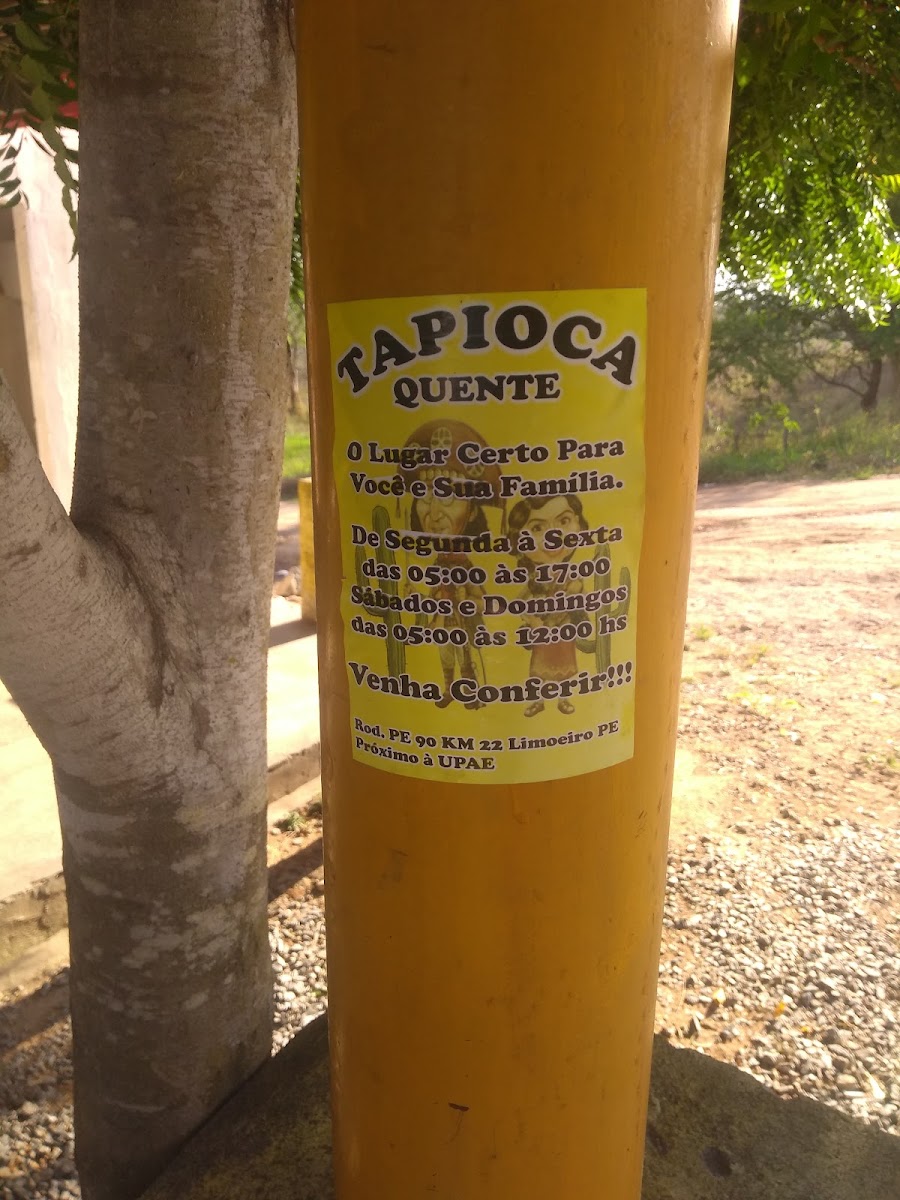 TAPIOCA
QUENTE
O Lugar Certo Para
Você e Sua Família.
De Segunda à Sexta
das 05:00 às 17:00
Sábados e Domingos
das 05:00 às 12:00 hs
Venha Conferir!!!
Rod. PE 90 KM 22 Limoeiro PE
Próximo à UPAE